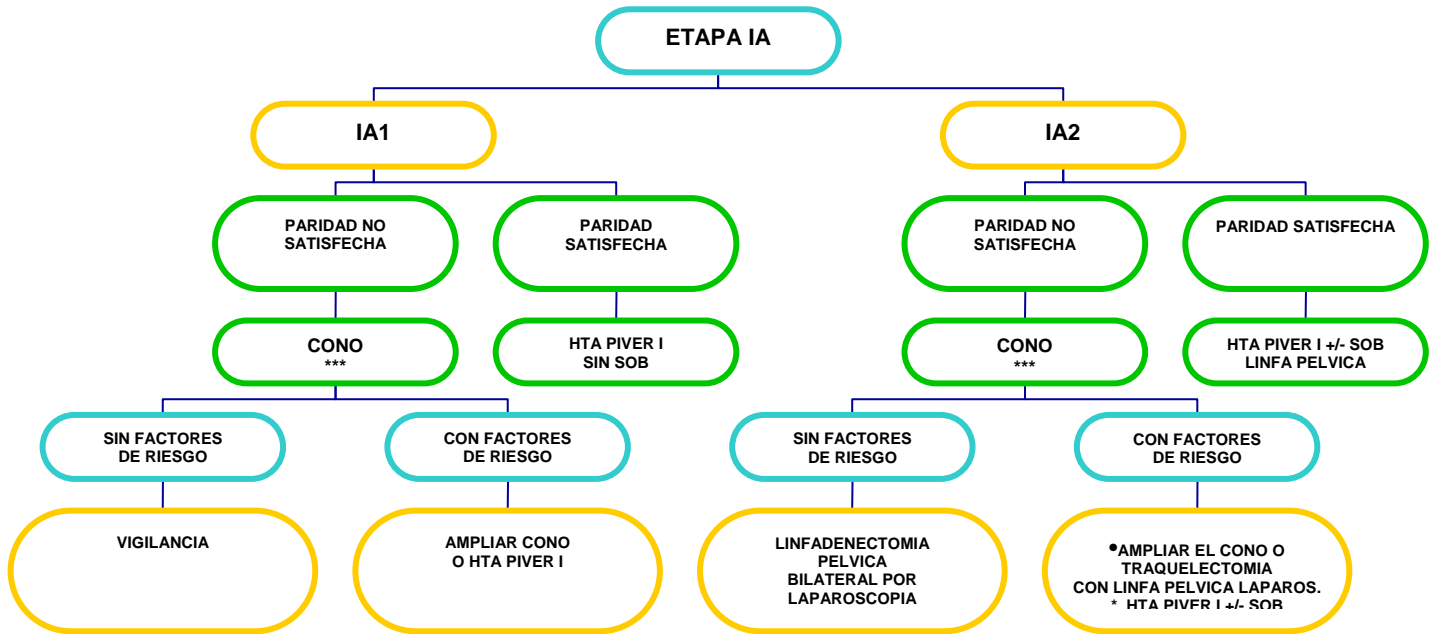 ETAPA IA
IA1
IA2
PARIDAD NO
SATISFECHA
PARIDAD
SATISFECHA
PARIDAD NO
SATISFECHA
PARIDAD SATISFECHA
CONO
***
HTA PIVER I
SIN SOB
CONO
***
HTA PIVER I +/- SOB
LINFA PELVICA
SIN FACTORES
DE RIESGO
CON FACTORES
DE RIESGO
SIN FACTORES
DE RIESGO
CON FACTORES
DE RIESGO
VIGILANCIA
AMPLIAR CONO
O HTA PIVER I
LINFADENECTOMIA
PELVICA
BILATERAL POR
LAPAROSCOPIA
•AMPLIAR EL CONO O
TRAQUELECTOMIA
CON LINFA PELVICA LAPAROS.
* HTA PIVER I +/- SOB